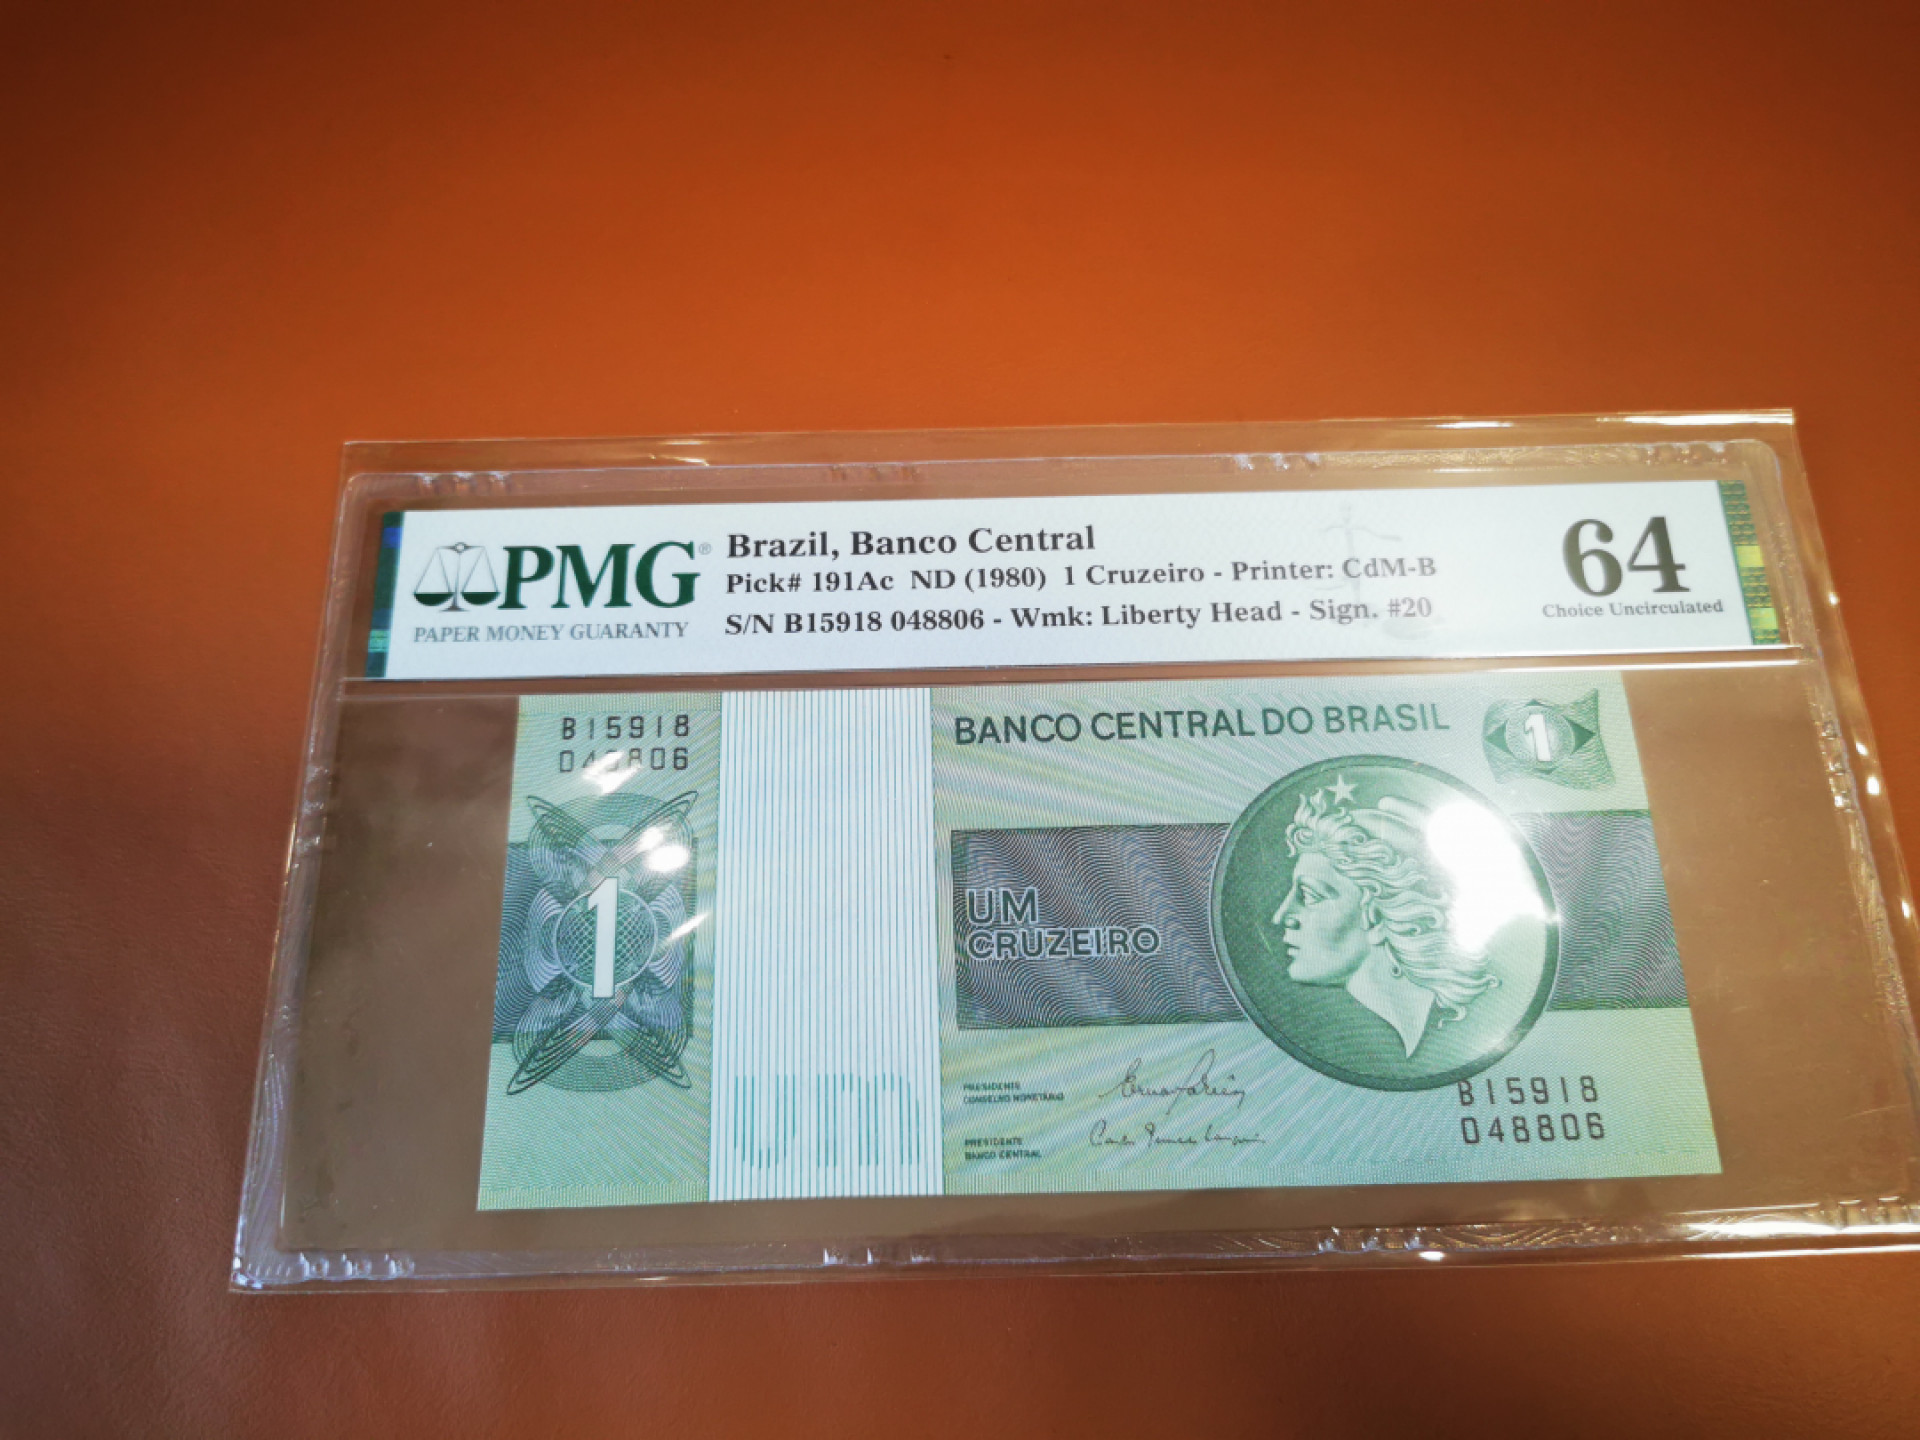 PMG®
PAPER MONEY GUARANTY
Brazil, Banco Central
Pick# 191Ac ND (1980) 1 Cruzeiro - Printer: CdM-B
S/N B15918 048806 - Wmk: Liberty Head - Sign. #20
64
Choice Uncirculated
B15918
048806
BANCO CENTRAL DO BRASIL
1
1
UM
CRUZEIRO
PRESIDENTE
CONSELHO MONETÁRIO
PRESIDENTE
BANCO CENTRAL
B15918
048806